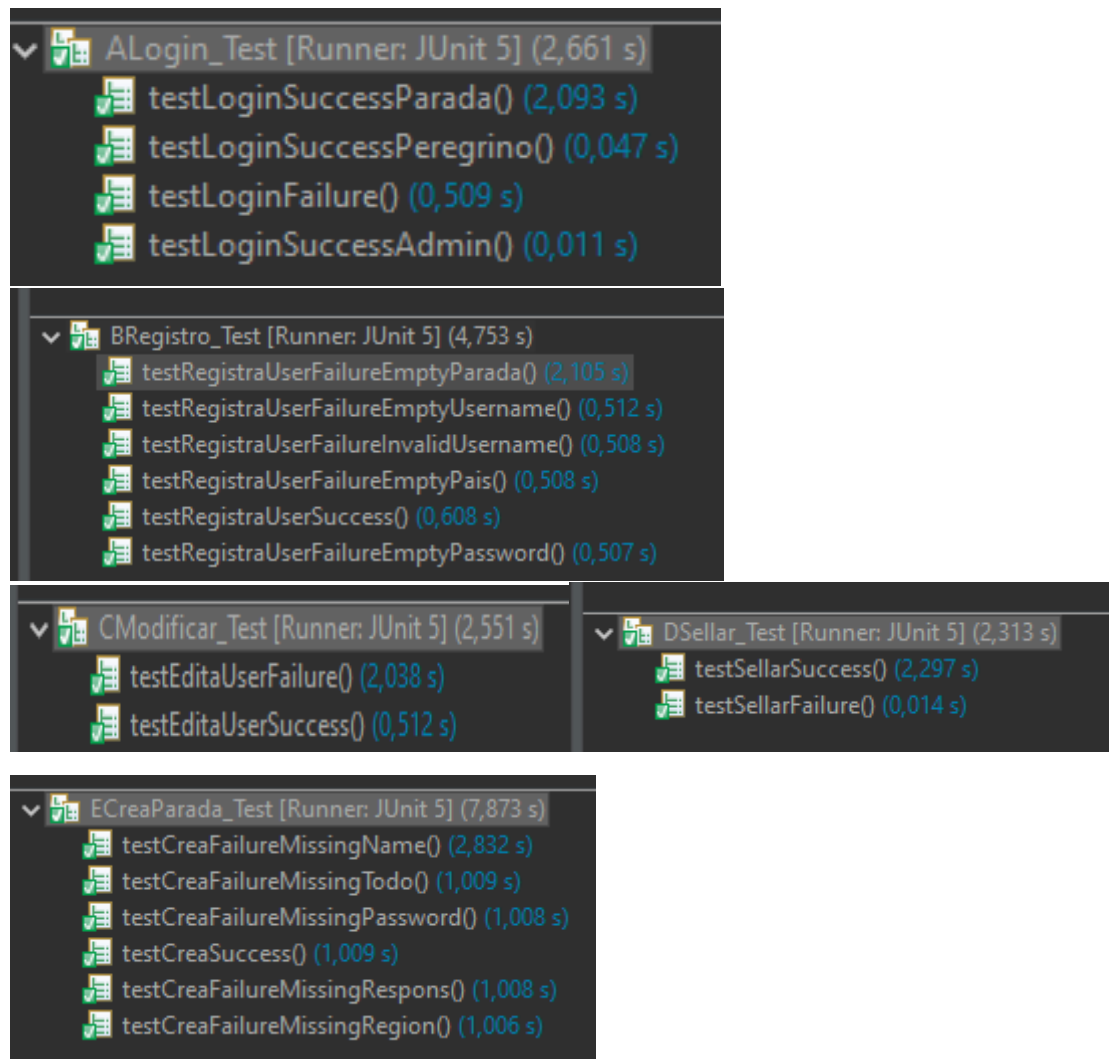 ALogin_Test [Runner: JUnit 5] (2,661 s)
testLoginSuccessParada() (2,093 s)
testLoginSuccessPeregrino() (0,047 s)
testLoginFailure() (0,509 s)
testLoginSuccessAdmin() (0,011 s)
BRegistro_Test [Runner: JUnit 5] (4,753 s)
testRegistraUserFailureEmptyParada() (2,105 s)
testRegistraUserFailureEmptyUsername() (0,512 s)
testRegistraUserFailureInvalidUsername() (0,508 s)
testRegistraUserFailureEmptyPais() (0,508 s)
testRegistraUserSuccess() (0,608 s)
testRegistraUserFailureEmptyPassword() (0,507 s)
CModificar_Test [Runner: JUnit 5] (2,551 s)
testEditaUserFailure() (2,038 s)
testEditaUserSuccess() (0,512 s)
DSellar_Test [Runner: JUnit 5] (2,313 s)
testSellarSuccess() (2,297 s)
testSellarFailure() (0,014 s)
ECreaParada_Test [Runner: JUnit 5] (7,873 s)
testCreaFailureMissingName() (2,832 s)
testCreaFailureMissingTodo() (1,009 s)
testCreaFailureMissingPassword() (1,008 s)
testCreaSuccess() (1,009 s)
testCreaFailureMissingRespons() (1,008 s)
testCreaFailureMissingRegion() (1,006 s)